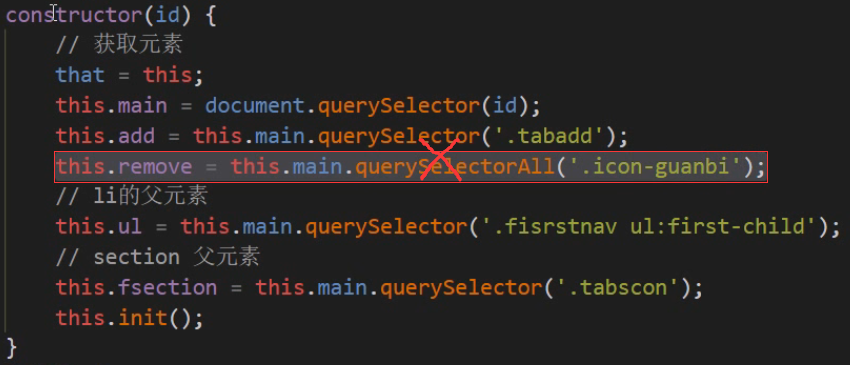 constructor(id) {
// 获取元素
that = this;
this.main = document.querySelector(id);
this.add = this.main.querySelector('.tabadd');
this.remove = this.main.querySelectorAll('.icon-guanbi');
// li的父元素
this.ul = this.main.querySelector('.fisrstnav ul:first-child');
// section 父元素
this.fsection = this.main.querySelector('.tabscon');
this.init();
}